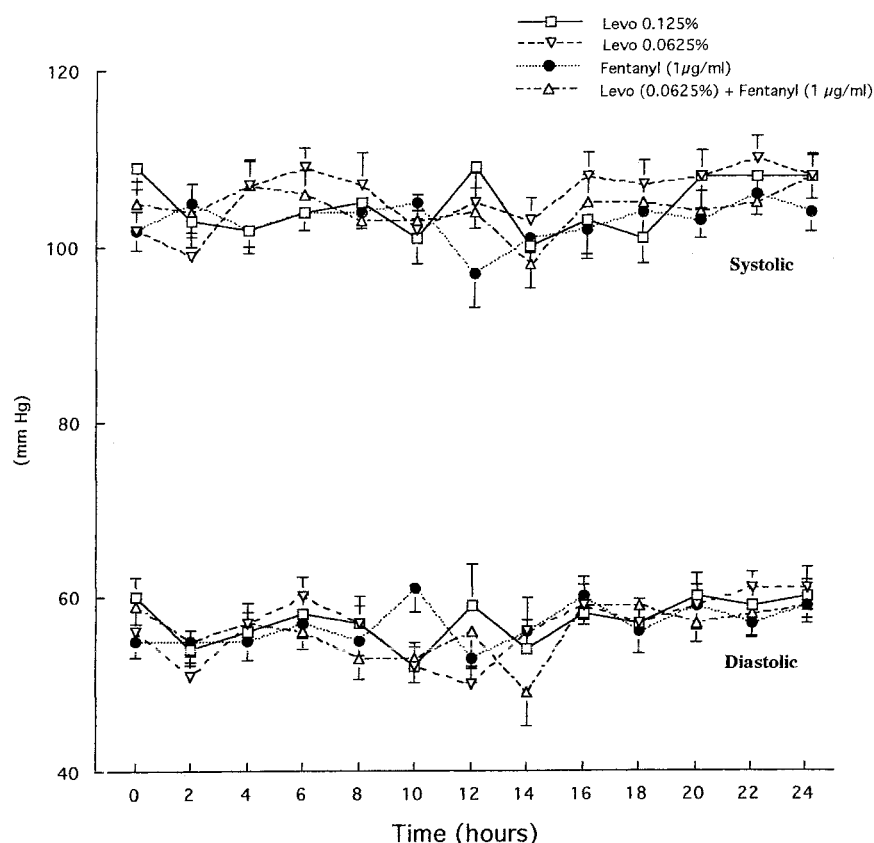 Levo 0.125%
Levo 0.0625%
Fentanyl (1µg/ml)
Levo (0.0625%) + Fentanyl (1 µg/ml)
120
100
80
60
40
(mm Hg)
Systolic
Diastolic
0 2 4 6 8 10 12 14 16 18 20 22 24
Time (hours)